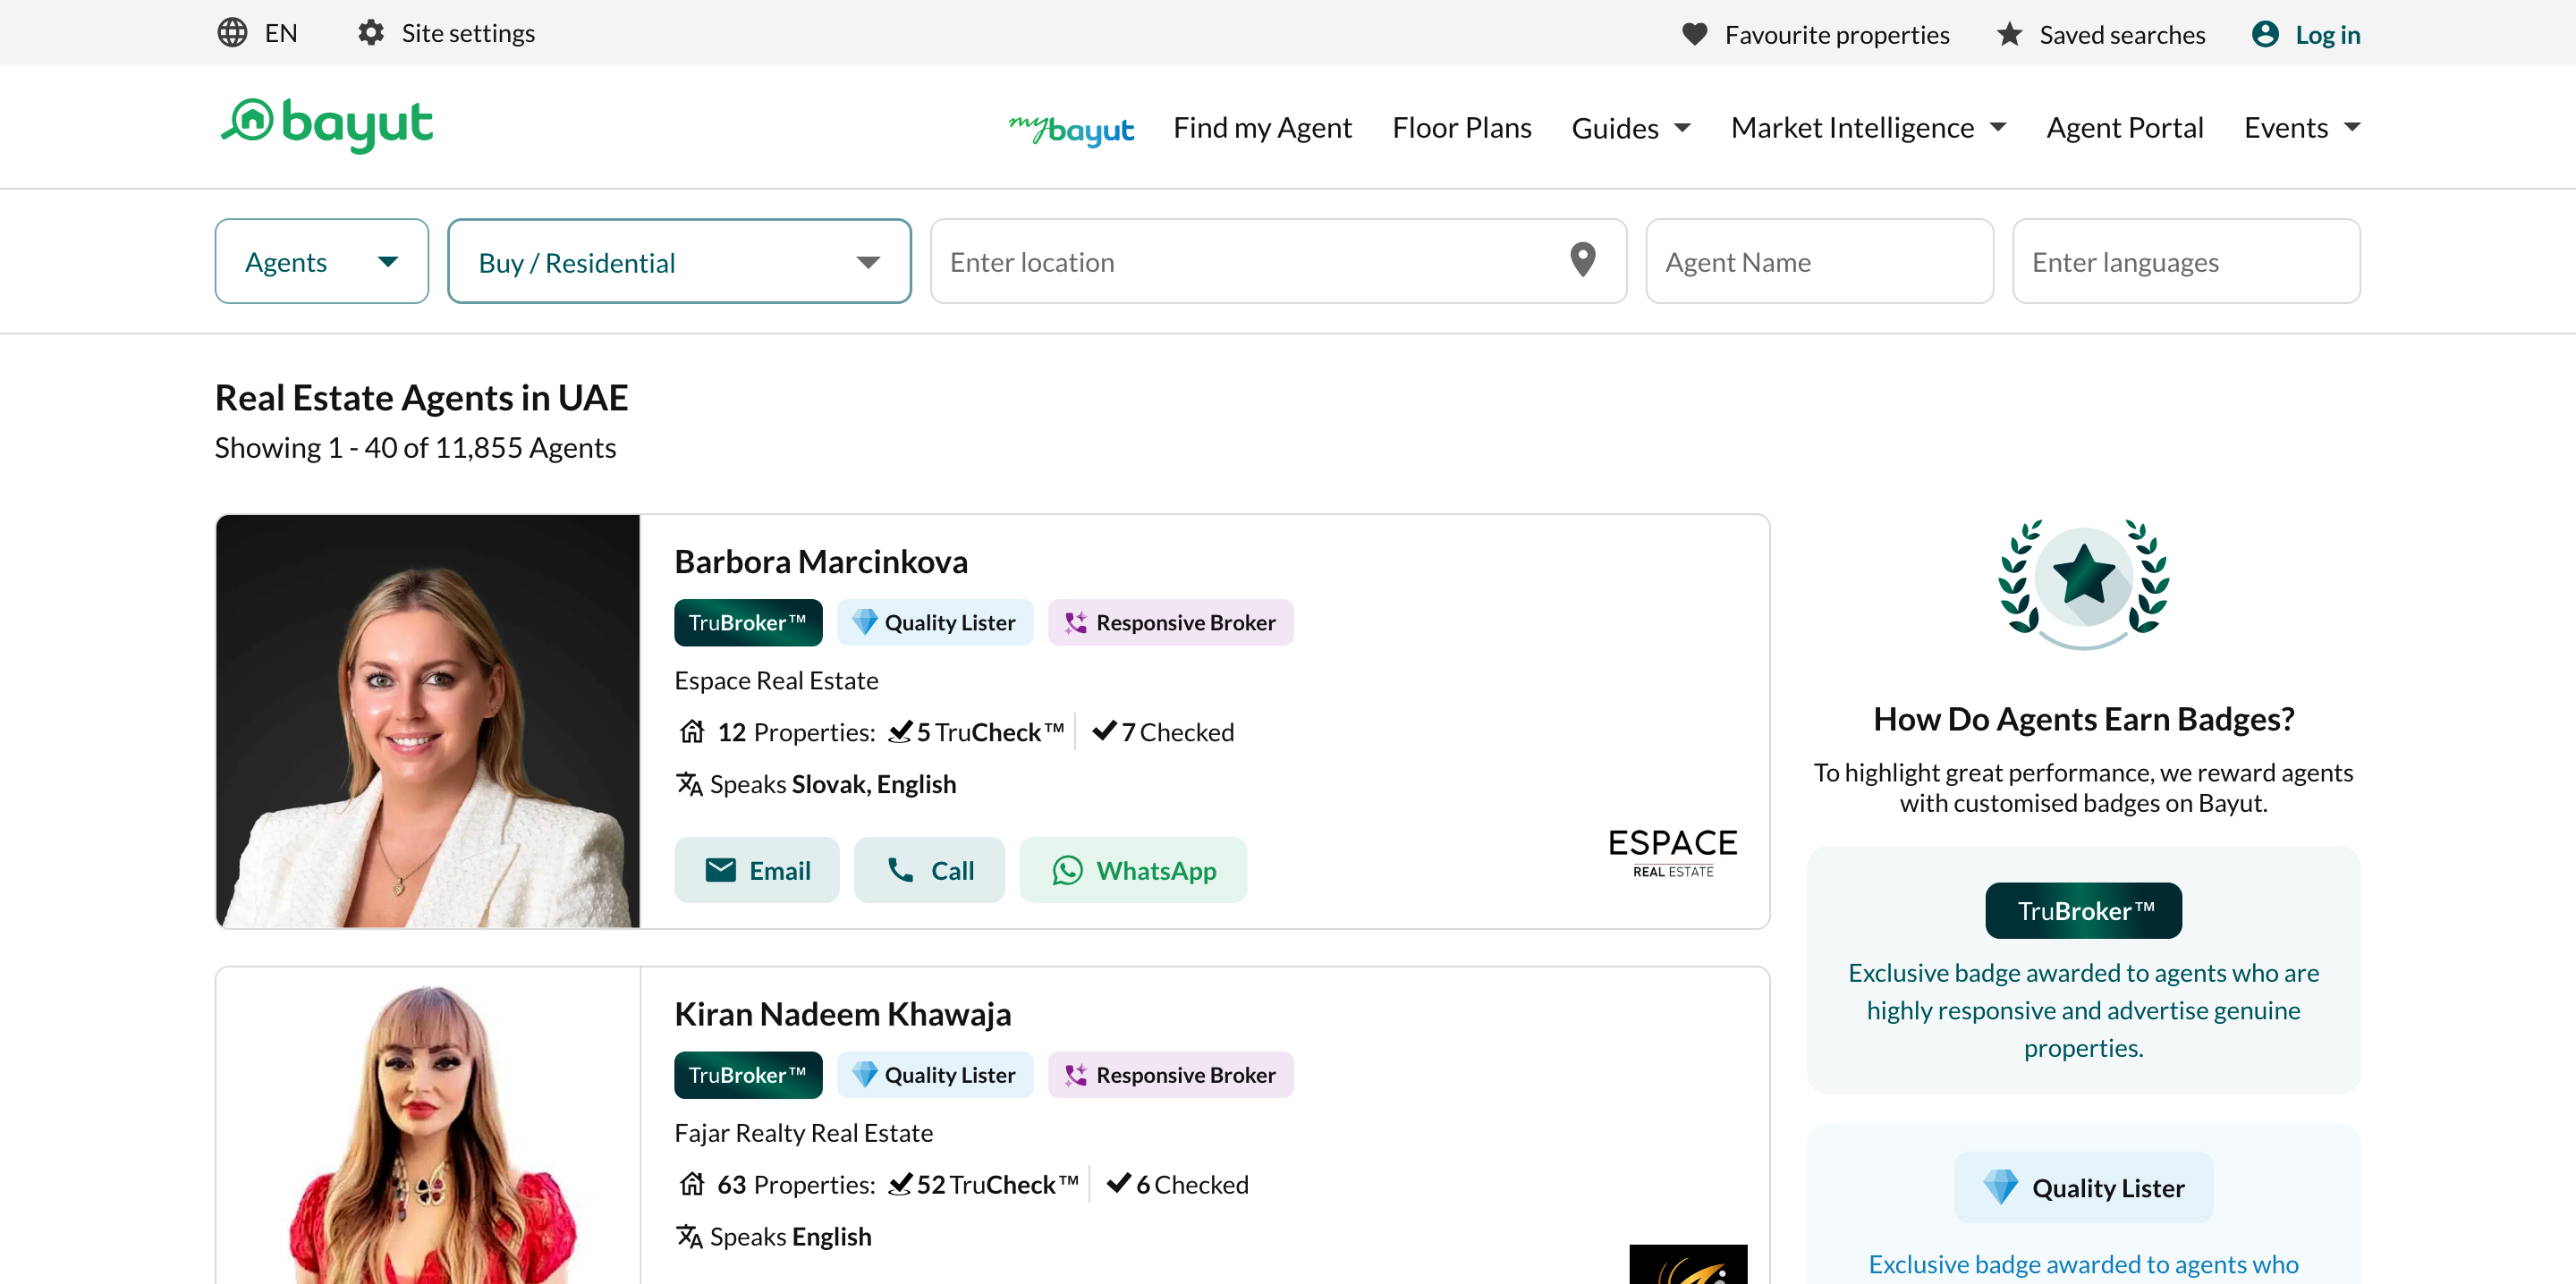 EN
Site settings
Favourite properties
Saved searches
Log in
bayut
mybayut
Find my Agent
Floor Plans
Guides
Market Intelligence
Agent Portal
Events
Agents
Buy / Residential
Enter location
Agent Name
Enter languages
Real Estate Agents in UAE
Showing 1 - 40 of 11,855 Agents
Barbora Marcinkova
TruBroker™
Quality Lister
Responsive Broker
Espace Real Estate
12 Properties: 5 TruCheck™ 7 Checked
Speaks Slovak, English
Email
Call
WhatsApp
ESPACE
REAL ESTATE
Kiran Nadeem Khawaja
TruBroker™
Quality Lister
Responsive Broker
Fajar Realty Real Estate
63 Properties: 52 TruCheck™ 6 Checked
Speaks English
How Do Agents Earn Badges?
To highlight great performance, we reward agents
with customised badges on Bayut.
TruBroker™
Exclusive badge awarded to agents who are
highly responsive and advertise genuine
properties.
Quality Lister
Exclusive badge awarded to agents who